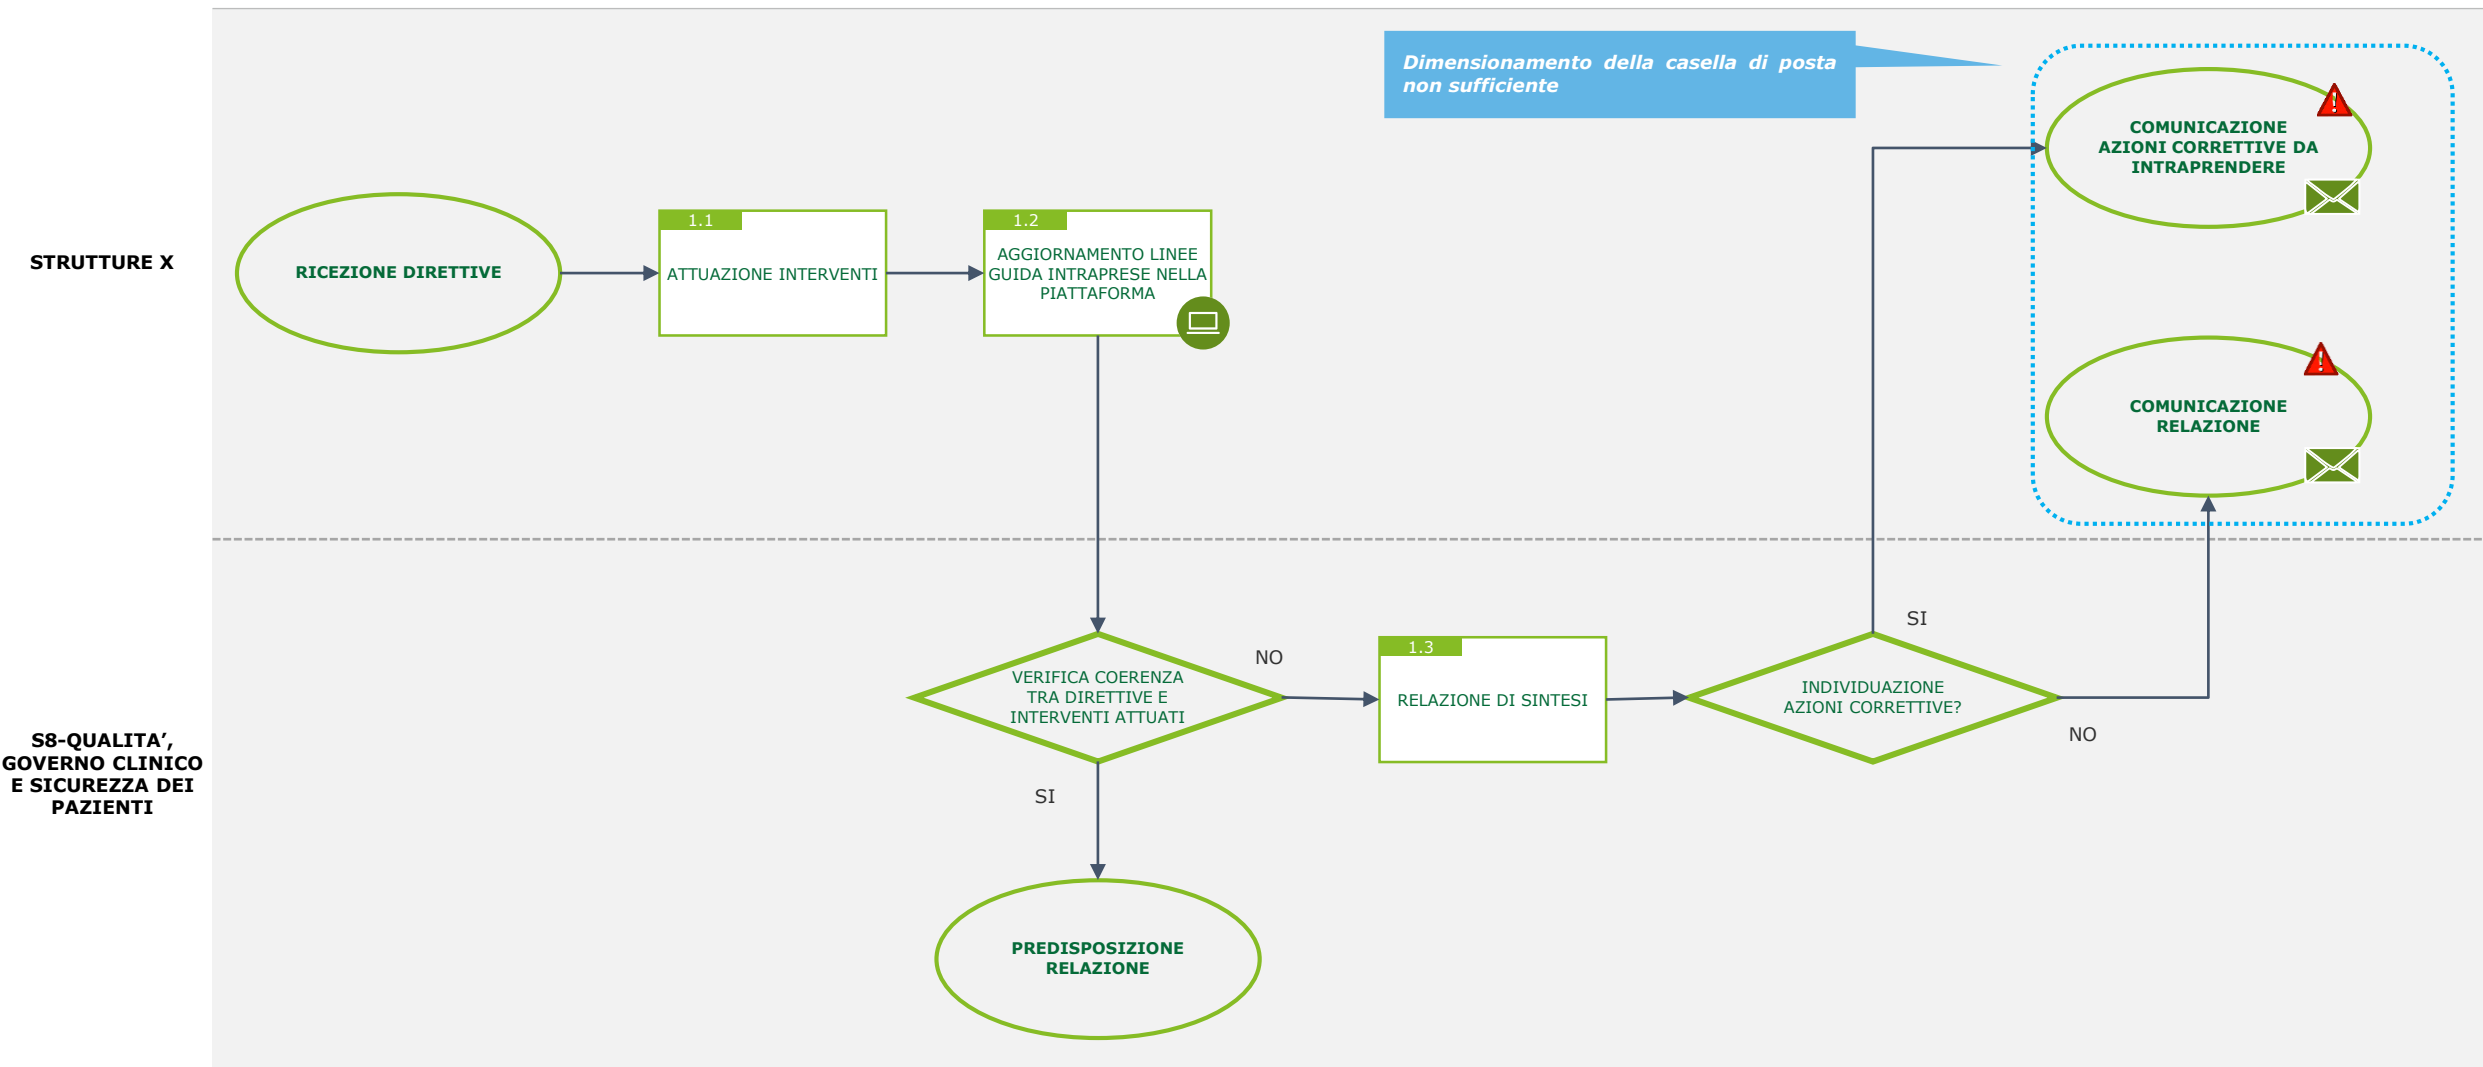 Dimensionamento della casella di posta
non sufficiente
COMUNICAZIONE
AZIONI CORRETTIVE DA
INTRAPRENDERE
STRUTTURE X
RICEZIONE DIRETTIVE
1.1
ATTUAZIONE INTERVENTI
1.2
AGGIORNAMENTO LINEE
GUIDA INTRAPRESE NELLA
PIATTAFORMA
COMUNICAZIONE
RELAZIONE
S8-QUALITA’,
GOVERNO CLINICO
E SICUREZZA DEI
PAZIENTI
VERIFICA COERENZA
TRA DIRETTIVE E
INTERVENTI ATTUATI
NO
SI
1.3
RELAZIONE DI SINTESI
INDIVIDUAZIONE
AZIONI CORRETTIVE?
SI
NO
PREDISPOSIZIONE
RELAZIONE